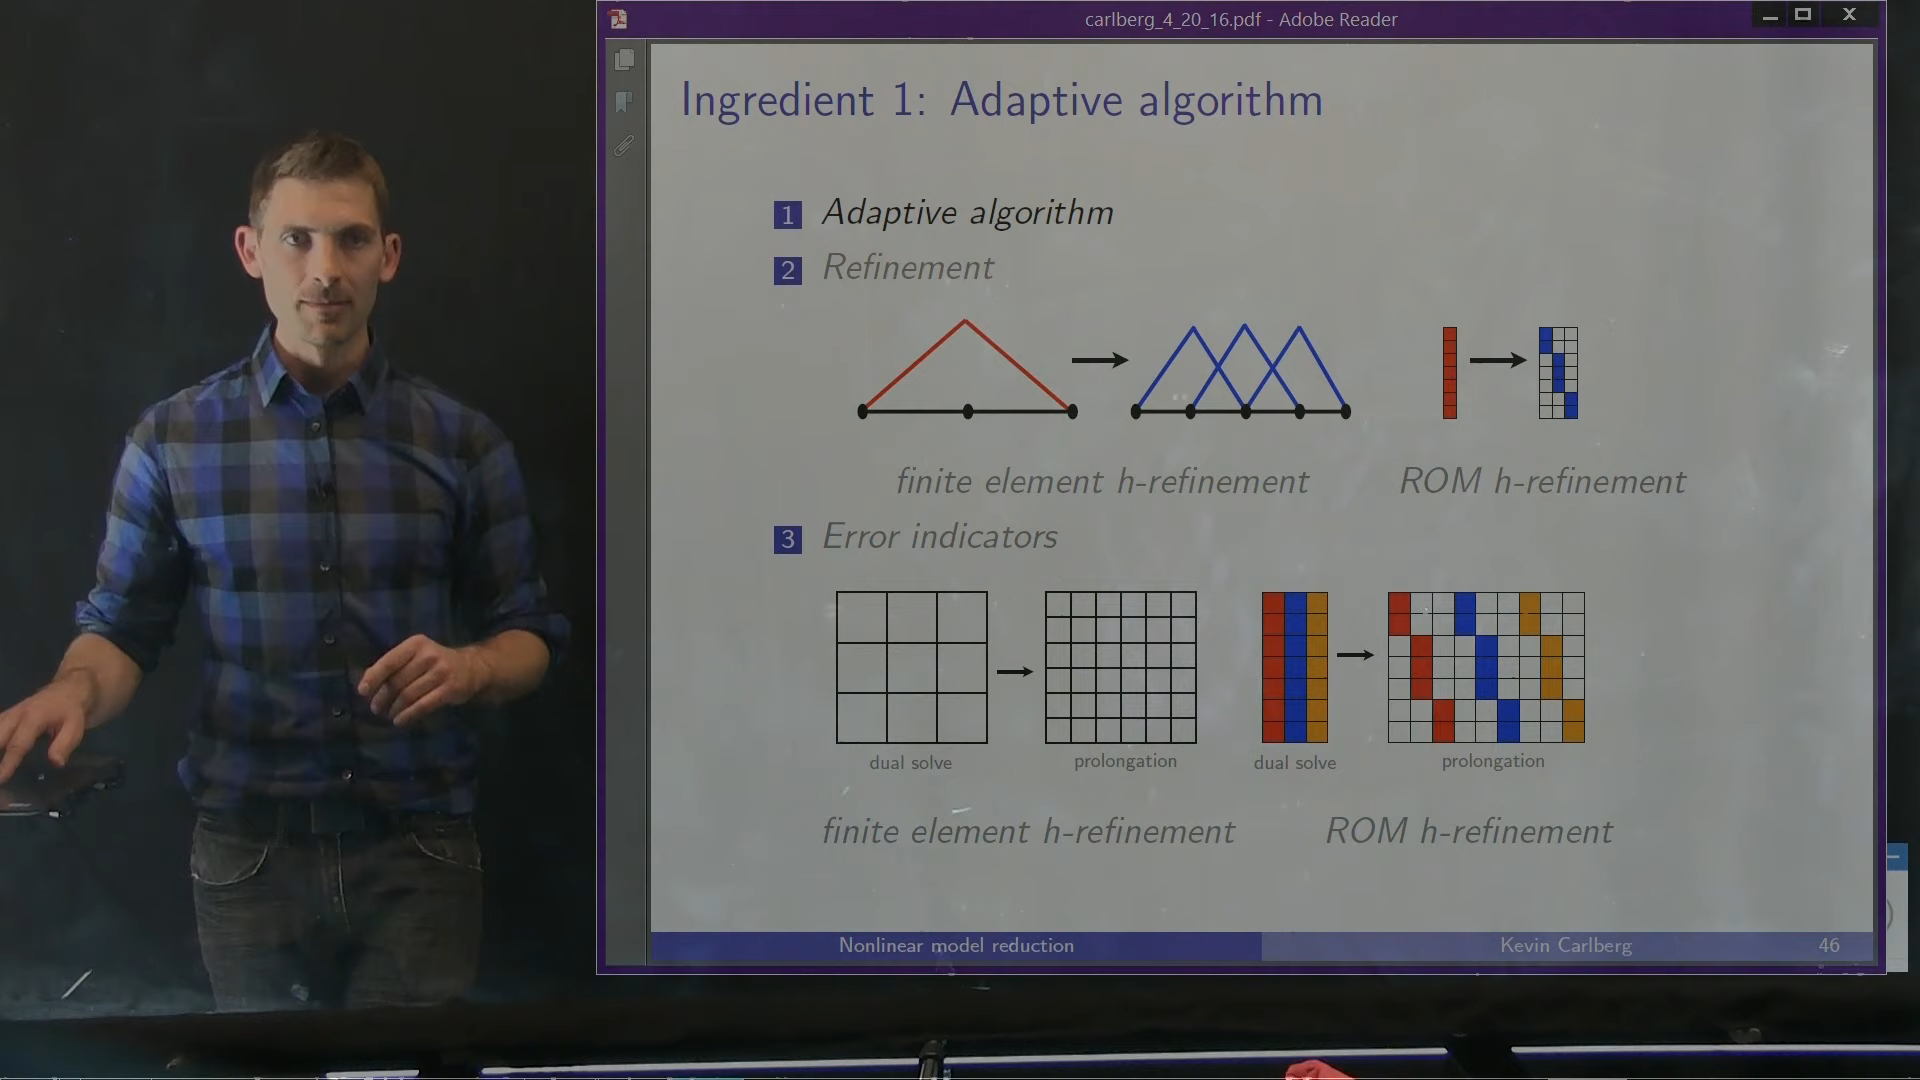 carlberg_4_20_16.pdf - Adobe Reader
Ingredient 1: Adaptive algorithm
1 Adaptive algorithm
2 Refinement
finite element h-refinement ROM h-refinement
3 Error indicators
dual solve prolongation dual solve prolongation
finite element h-refinement ROM h-refinement
Nonlinear model reduction Kevin Carlberg 46